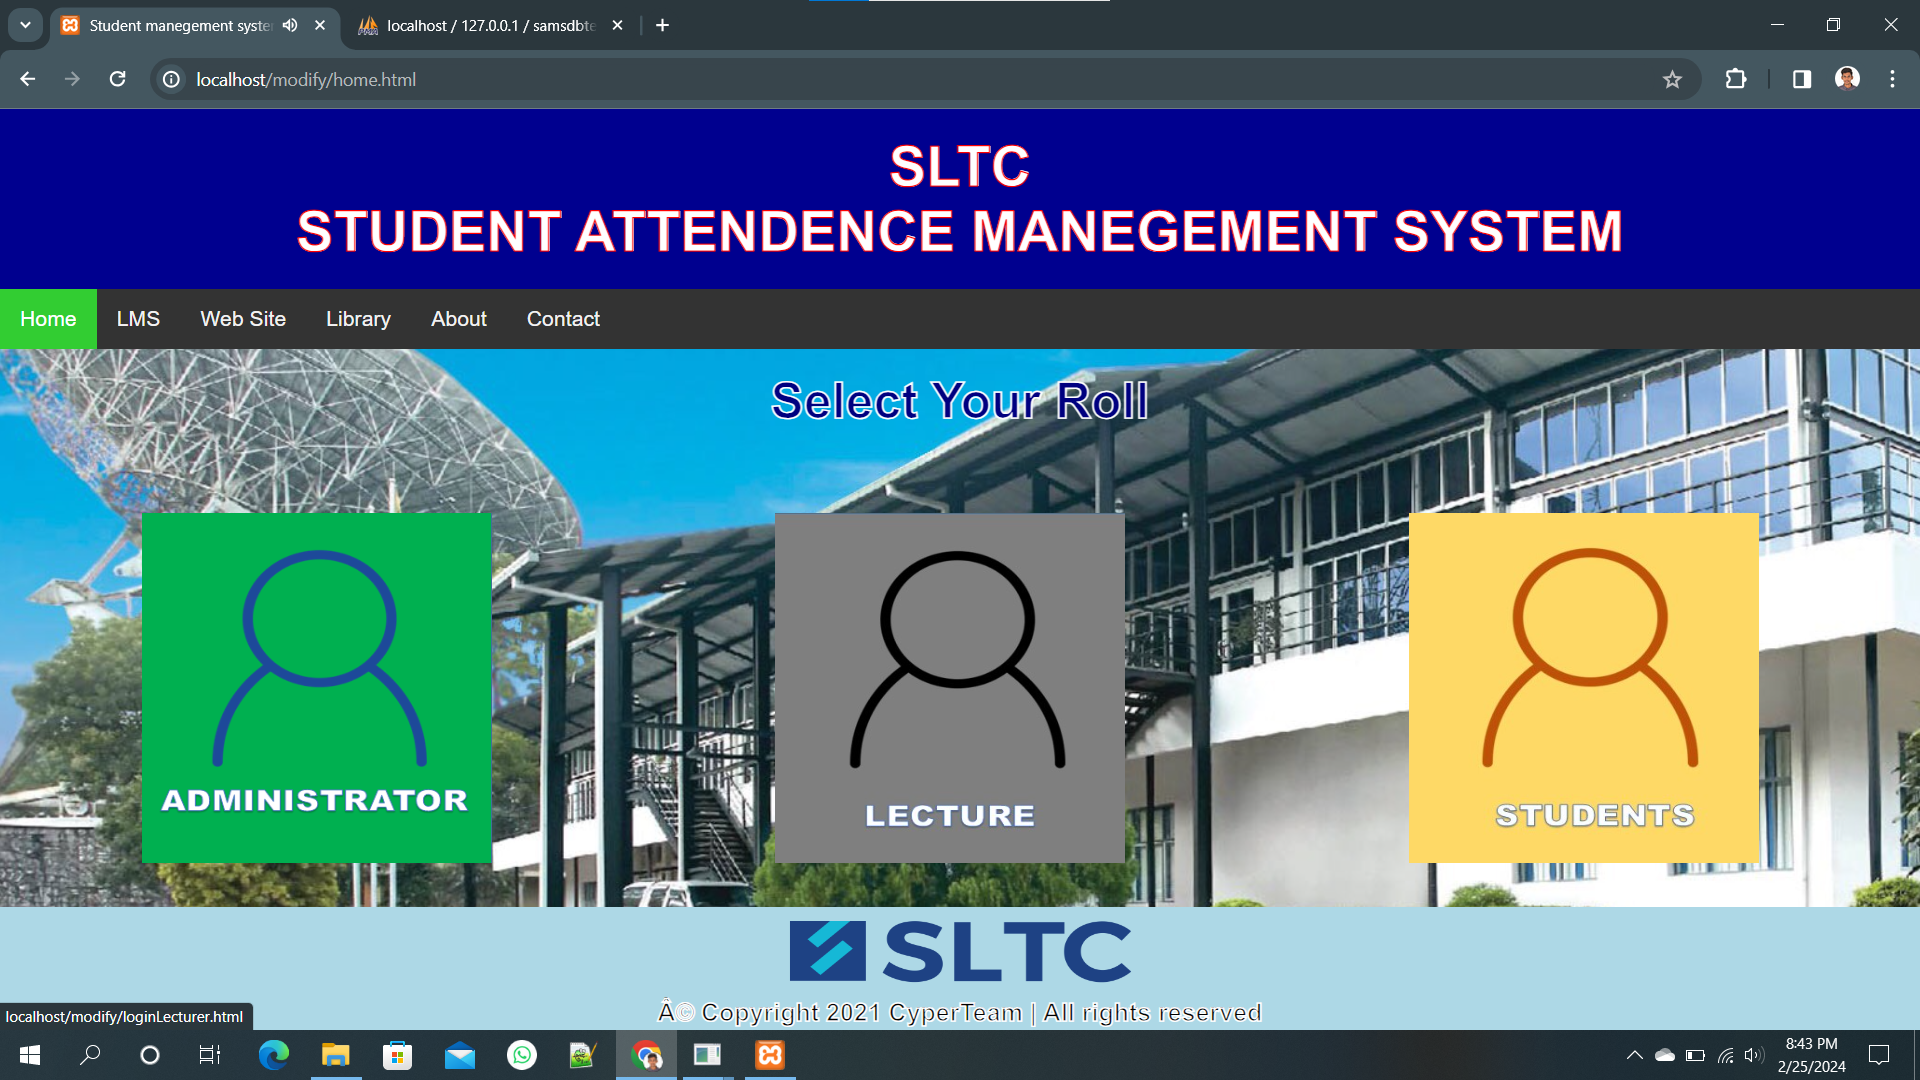 Student manegement syste
localhost / 127.0.0.1 / samsdbte
localhost/modify/home.html
SLTC
STUDENT ATTENDENCE MANEGEMENT SYSTEM
Home LMS Web Site Library About Contact
Select Your Roll
ADMINISTRATOR
LECTURE
STUDENTS
SLTC
Â© Copyright 2021 CyperTeam | All rights reserved
localhost/modify/loginLecturer.html
8:43 PM
2/25/2024